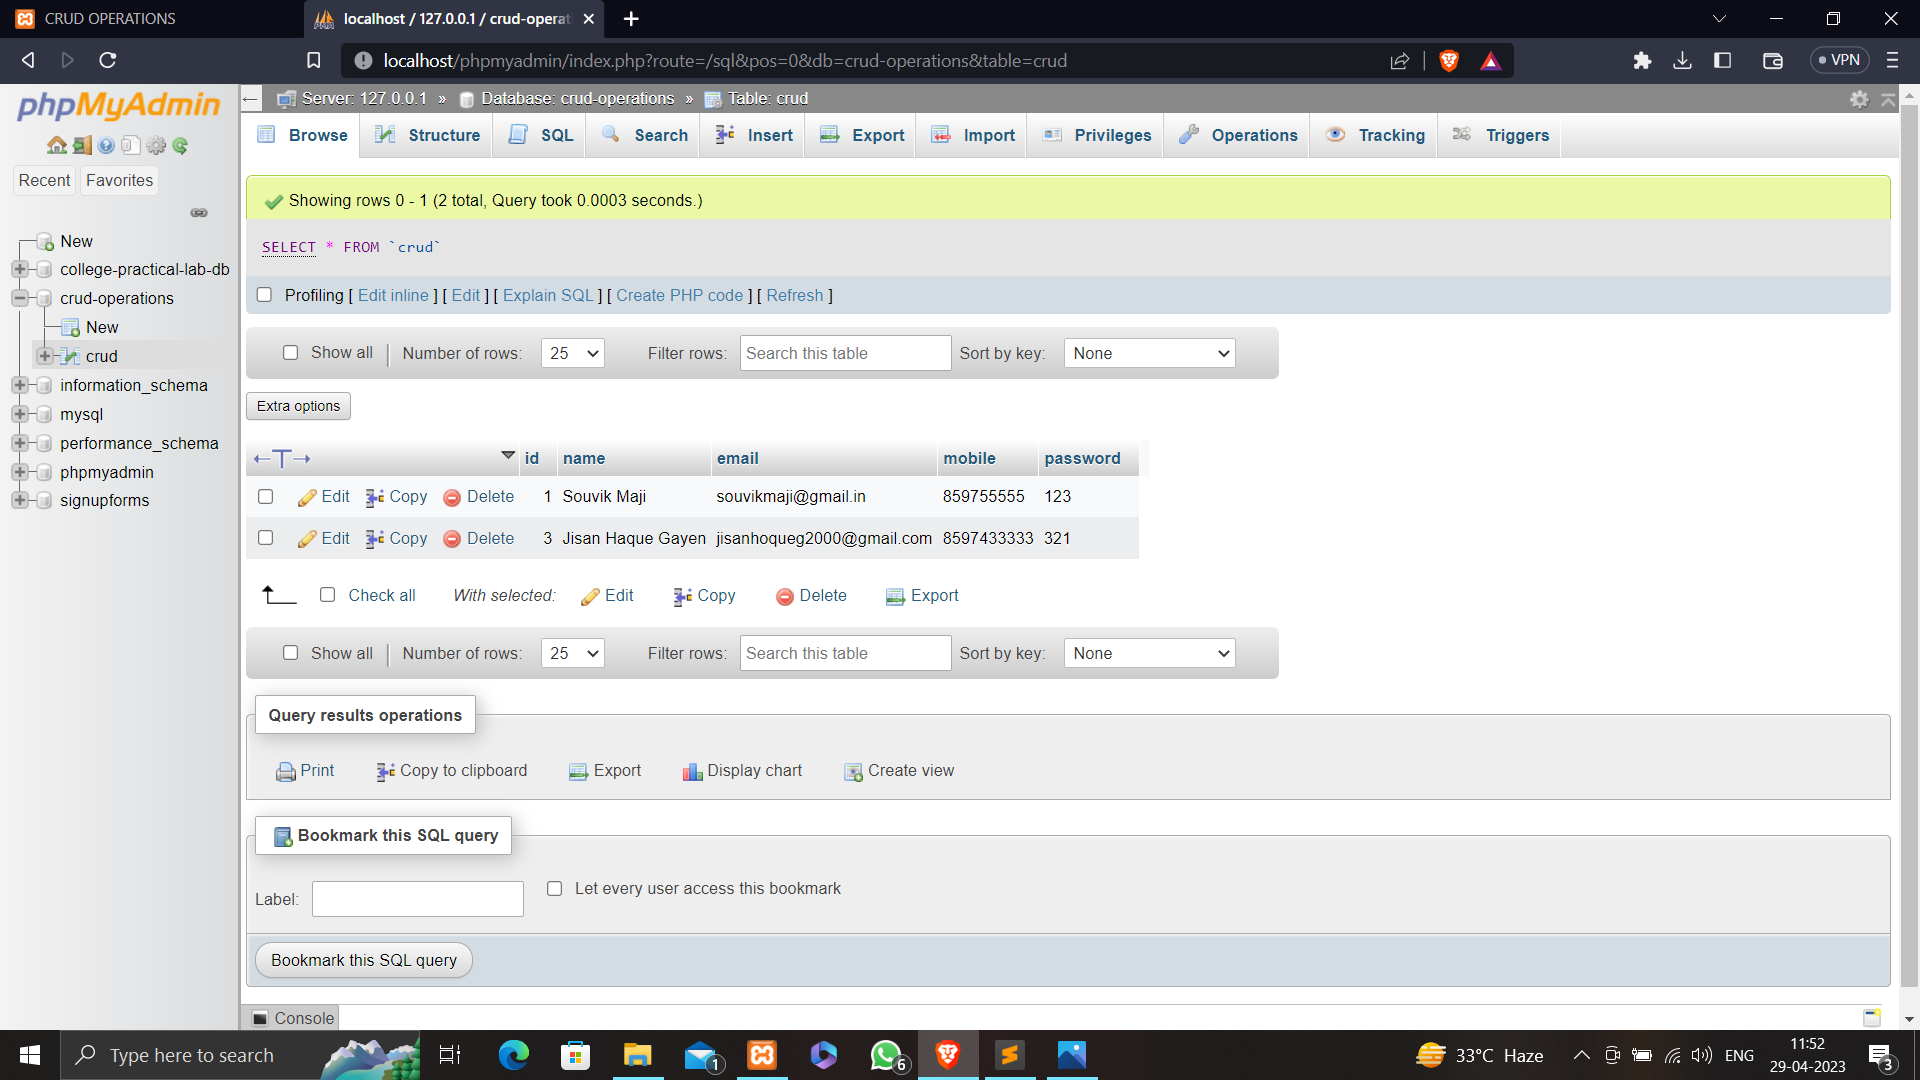 CRUD OPERATIONS
localhost / 127.0.0.1 / crud-operat
localhost/phpmyadmin/index.php?route=/sql&pos=0&db=crud-operations&table=crud
VPN
phpMyAdmin
Recent Favorites
New
college-practical-lab-db
crud-operations
New
crud
information_schema
mysql
performance_schema
phpmyadmin
signupforms
Server: 127.0.0.1 » Database: crud-operations » Table: crud
Browse Structure SQL Search Insert Export Import Privileges Operations Tracking Triggers
Showing rows 0 - 1 (2 total, Query took 0.0003 seconds.)
SELECT * FROM `crud`
Profiling [ Edit inline ] [ Edit ] [ Explain SQL ] [ Create PHP code ] [ Refresh ]
Show all Number of rows: 25 Filter rows: Search this table Sort by key: None
Extra options
←T→ id name email mobile password
Edit Copy Delete 1 Souvik Maji souvikmaji@gmail.in 859755555 123
Edit Copy Delete 3 Jisan Haque Gayen jisanhoqueg2000@gmail.com 8597433333 321
Check all With selected: Edit Copy Delete Export
Show all Number of rows: 25 Filter rows: Search this table Sort by key: None
Query results operations
Print Copy to clipboard Export Display chart Create view
Bookmark this SQL query
Label: Let every user access this bookmark
Bookmark this SQL query
Console
Type here to search
1
6
33°C Haze
ENG
11:52
29-04-2023
3